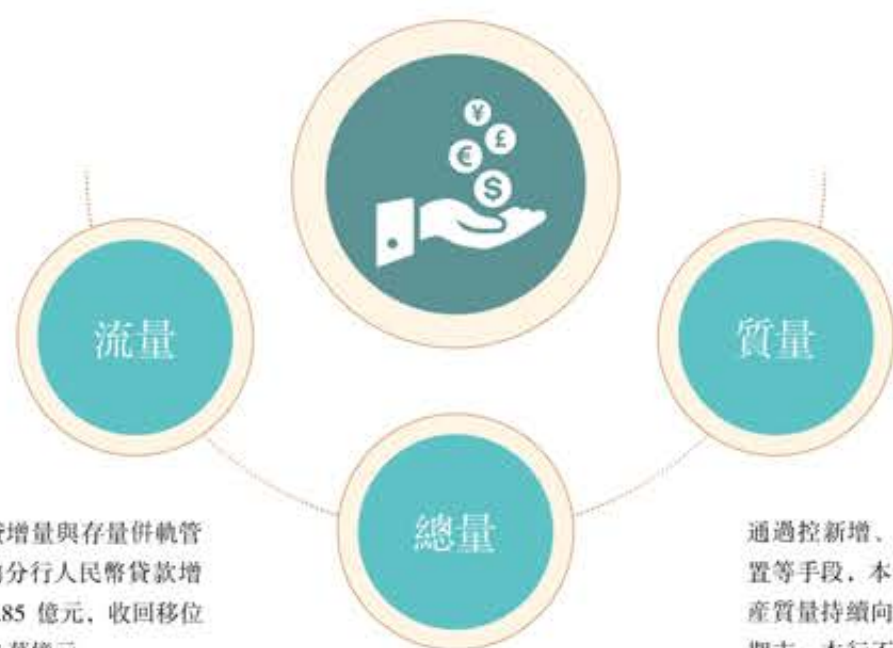 ¥
£
€
$
流量
質量
總量
增量與存量併軌管
分行人民幣貸款增
85 億元，收回移位
通過控新增、
置等手段，本
產質量持續向